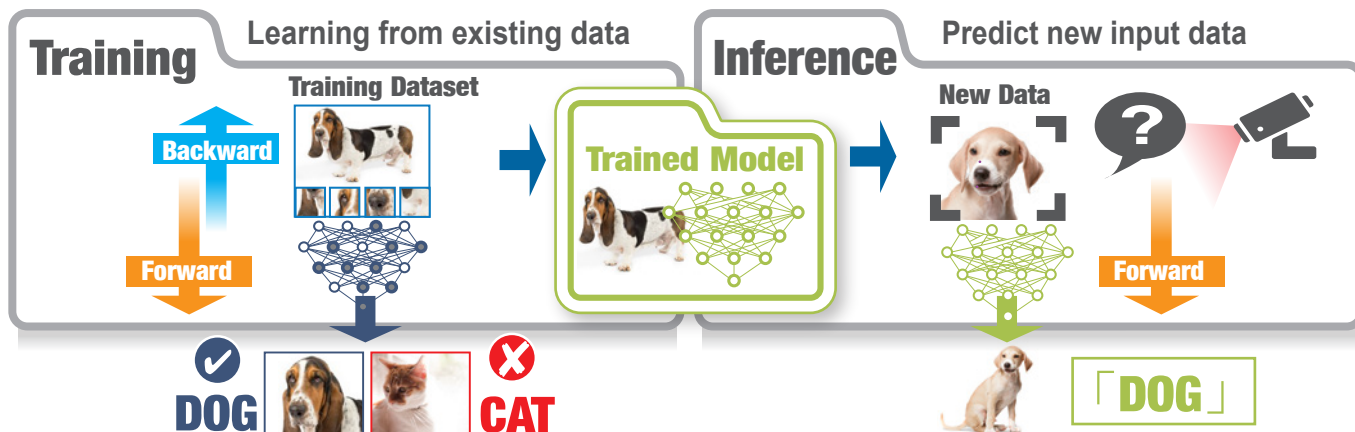 Training
Learning from existing data
Training Dataset
Backward
Forward
DOG
CAT
Trained Model
Inference
Predict new input data
New Data
?
Forward
「DOG」